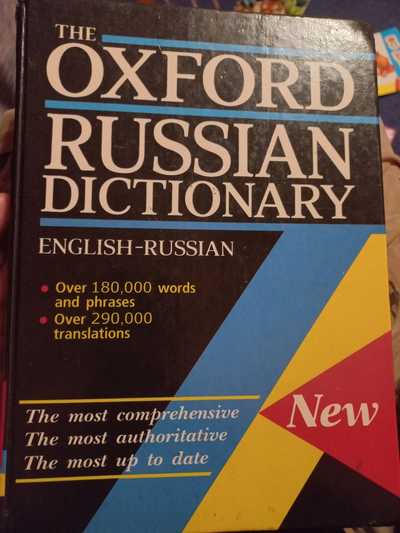 THE
OXFORD
RUSSIAN
DICTIONARY
ENGLISH-RUSSIAN
• Over 180,000 words
and phrases
• Over 290,000
translations
The most comprehensive
The most authoritative
The most up to date
New